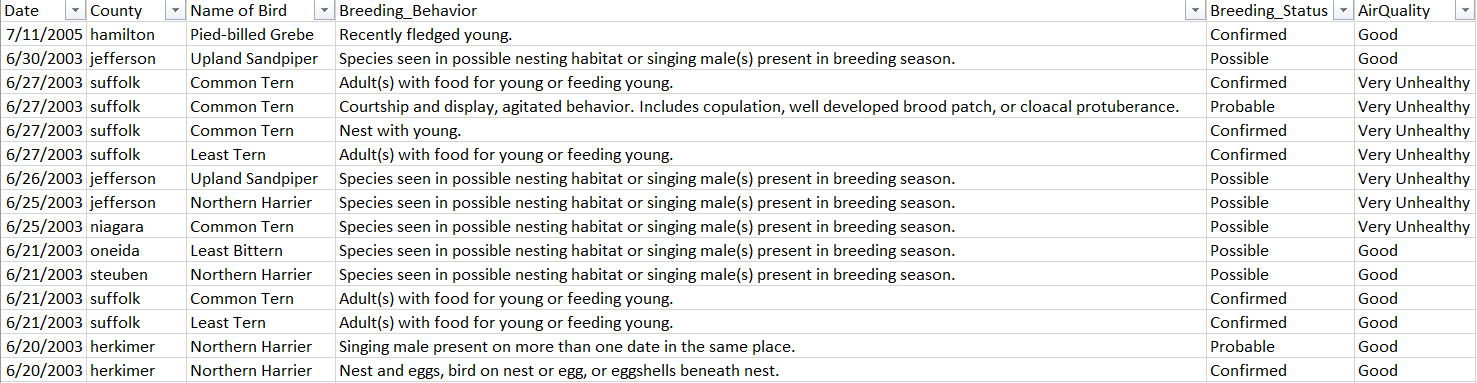 Date County Name of Bird Breeding_Behavior Breeding_Status AirQuality
7/11/2005 hamilton Pied-billed Grebe Recently fledged young. Confirmed Good
6/30/2003 jefferson Upland Sandpiper Species seen in possible nesting habitat or singing male(s) present in breeding season. Possible Good
6/27/2003 suffolk Common Tern Adult(s) with food for young or feeding young. Confirmed Very Unhealthy
6/27/2003 suffolk Common Tern Courtship and display, agitated behavior. Includes copulation, well developed brood patch, or cloacal protuberance. Probable Very Unhealthy
6/27/2003 suffolk Common Tern Nest with young. Confirmed Very Unhealthy
6/27/2003 suffolk Least Tern Adult(s) with food for young or feeding young. Confirmed Very Unhealthy
6/26/2003 jefferson Upland Sandpiper Species seen in possible nesting habitat or singing male(s) present in breeding season. Possible Very Unhealthy
6/25/2003 jefferson Northern Harrier Species seen in possible nesting habitat or singing male(s) present in breeding season. Possible Very Unhealthy
6/25/2003 niagara Common Tern Species seen in possible nesting habitat or singing male(s) present in breeding season. Possible Very Unhealthy
6/21/2003 oneida Least Bittern Species seen in possible nesting habitat or singing male(s) present in breeding season. Possible Good
6/21/2003 steuben Northern Harrier Species seen in possible nesting habitat or singing male(s) present in breeding season. Possible Good
6/21/2003 suffolk Common Tern Adult(s) with food for young or feeding young. Confirmed Good
6/21/2003 suffolk Least Tern Adult(s) with food for young or feeding young. Confirmed Good
6/20/2003 herkimer Northern Harrier Singing male present on more than one date in the same place. Probable Good
6/20/2003 herkimer Northern Harrier Nest and eggs, bird on nest or egg, or eggshells beneath nest. Confirmed Good